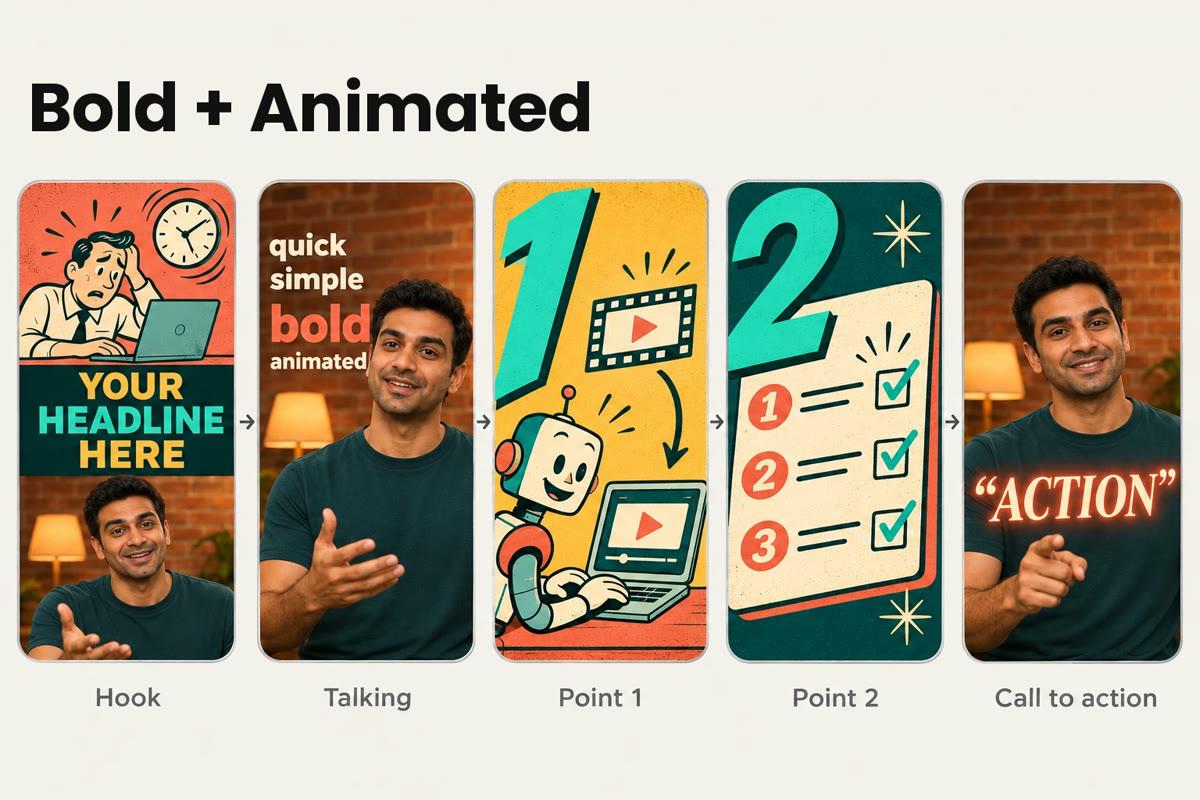 Bold + Animated
YOUR
HEADLINE
HERE
quick
simple
bold
animated
1
2
1
2
3
“ACTION”
Hook
Talking
Point 1
Point 2
Call to action